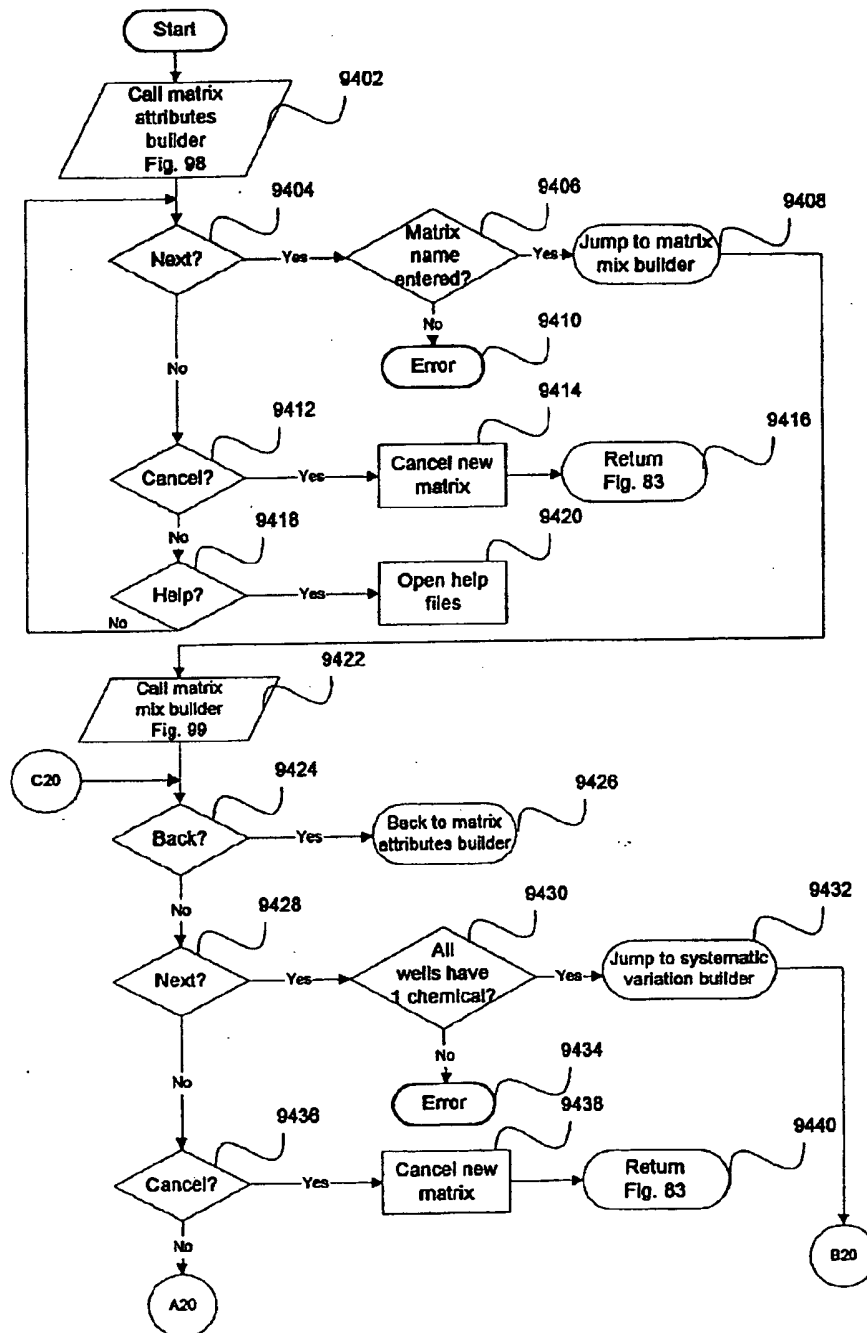 Start
9402
Call matrix
attributes
builder
Fig. 98
9404
9406
9408
Next?
Yes
Matrix
name
entered?
Yes
Jump to matrix
mix builder
No
9410
Error
No
9412
9414
9416
Cancel?
Yes
Cancel new
matrix
Return
Fig. 83
No
9418
9420
Help?
Yes
Open help
files
No
9422
Call matrix
mix builder
Fig. 99
C20
9424
9426
Back?
Yes
Back to matrix
attributes builder
No
9428
9430
9432
Next?
Yes
All
wells have
1 chemical?
Yes
Jump to systematic
variation builder
No
9434
Error
No
9436
9438
9440
Cancel?
Yes
Cancel new
matrix
Return
Fig. 83
No
B20
A20